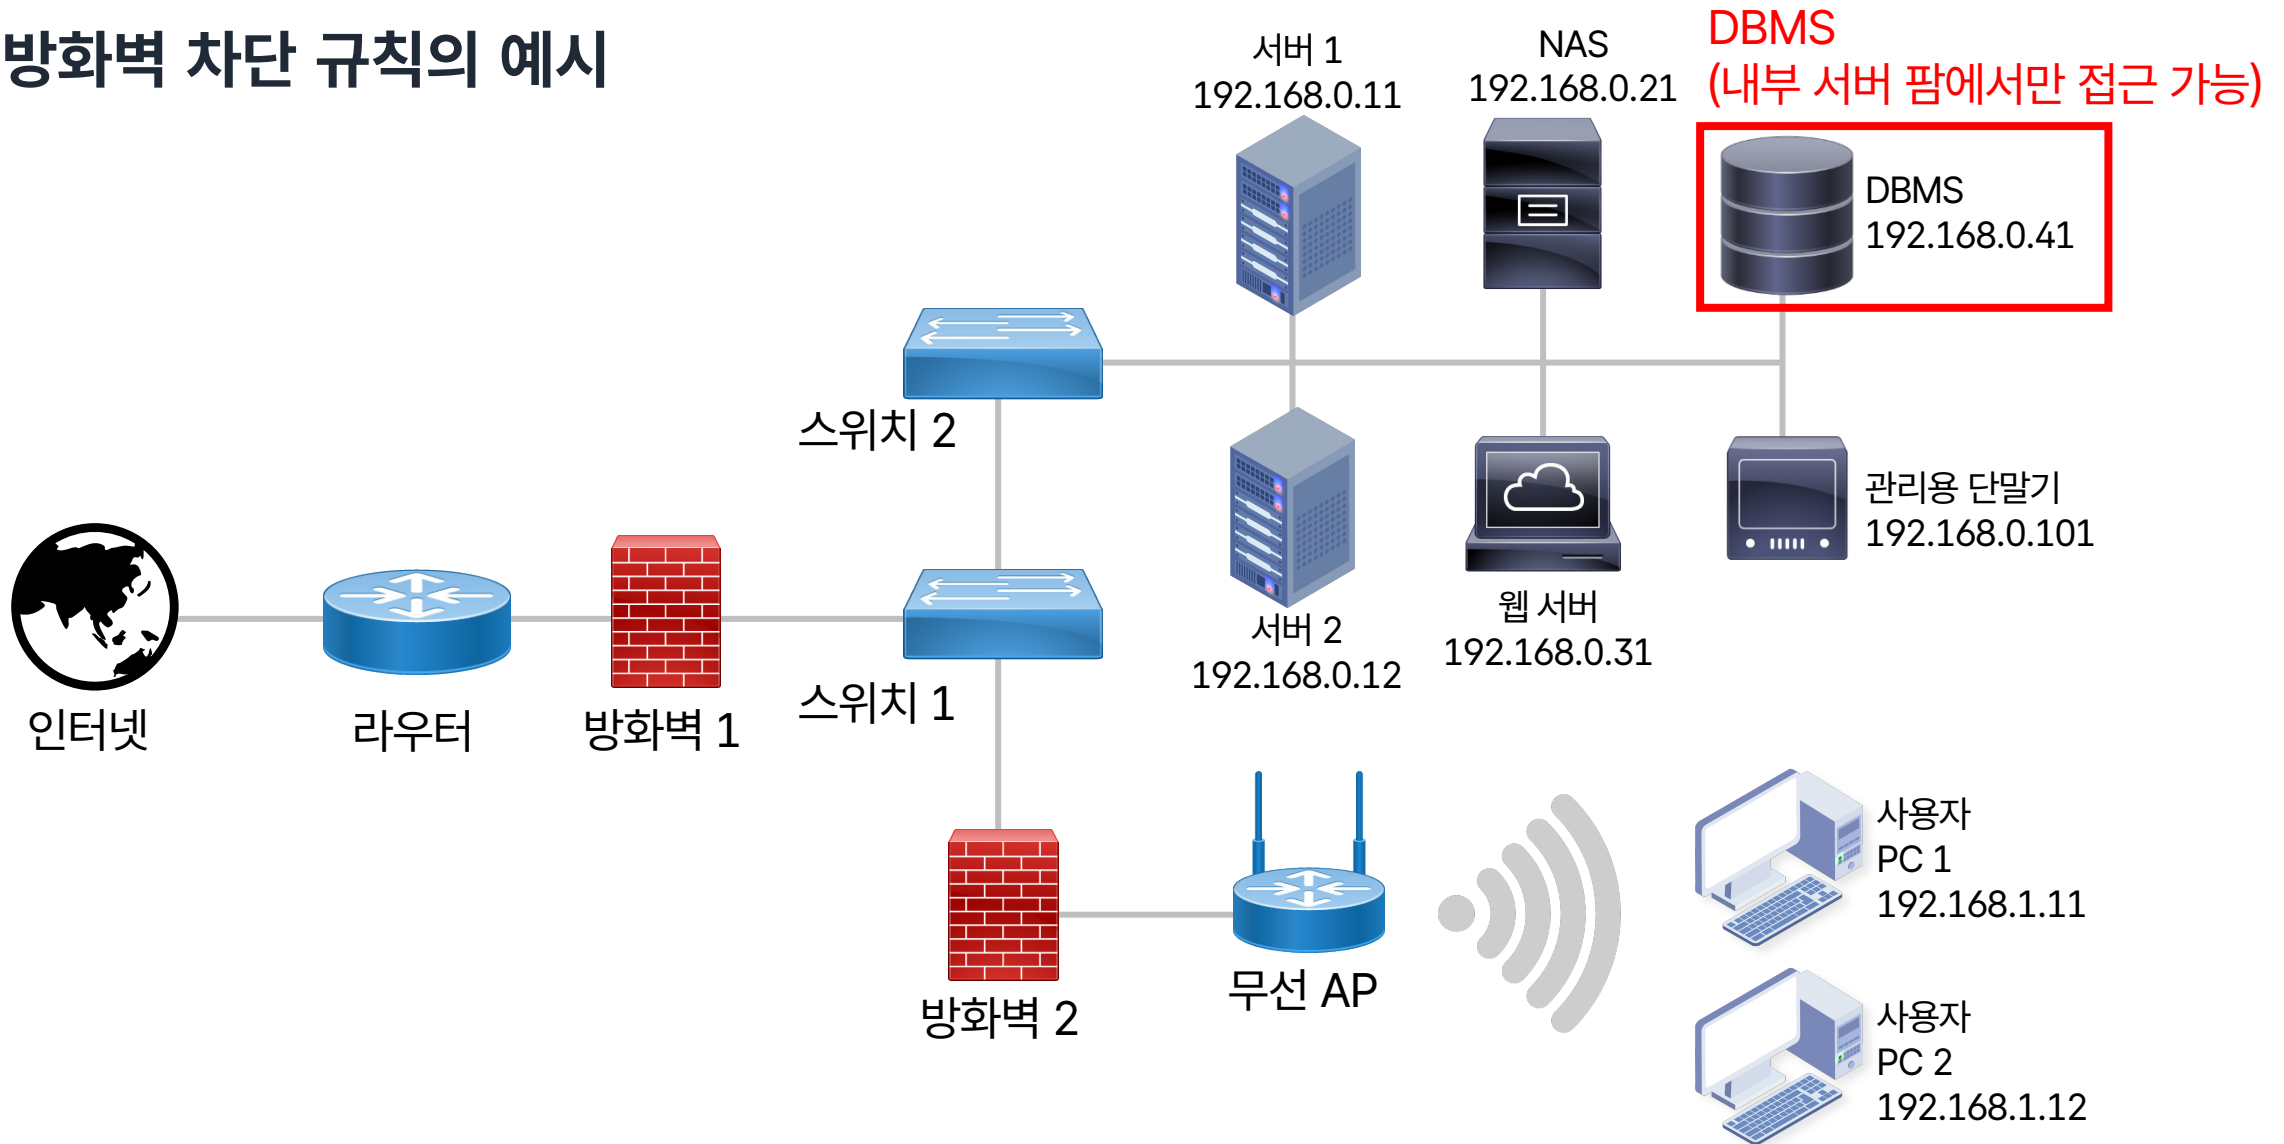 방화벽 차단 규칙의 예시
서버 1
192.168.0.11
NAS
192.168.0.21
DBMS
(내부 서버 팜에서만 접근 가능)
DBMS
192.168.0.41
스위치 2
관리용 단말기
192.168.0.101
웹 서버
192.168.0.31
서버 2
192.168.0.12
인터넷
라우터
방화벽 1
스위치 1
사용자
PC 1
192.168.1.11
무선 AP
방화벽 2
사용자
PC 2
192.168.1.12